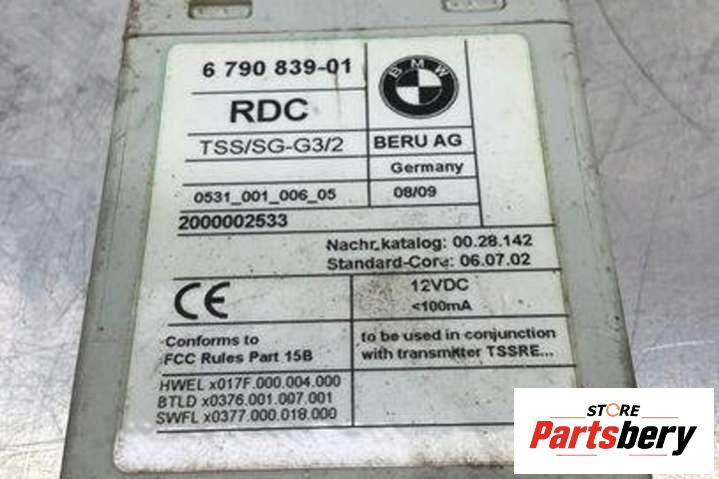 6 790 839-01
BMW
RDC
TSS/SG-G3/2
BERU AG
Germany
0531_001_006_05
08/09
2000002533
Nachr.katalog: 00.28.142
Standard-Core: 06.07.02
CE
12VDC
<100mA
Conforms to
FCC Rules Part 15B
to be used in conjunction
with transmitter TSSRE...
HWEL x017F.000.004.000
BTLD x0376.001.007.001
SWFL x0377.000.018.000
STORE
Partsbery